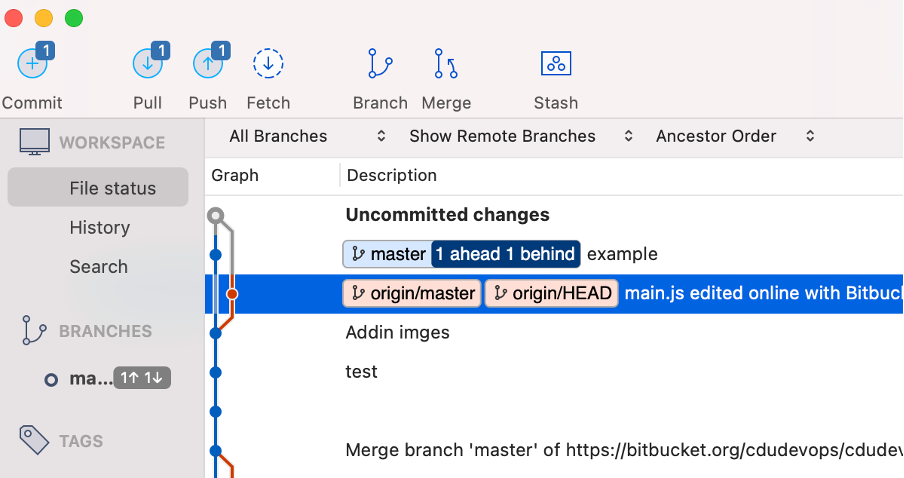 1 1 1
Commit Pull Push Fetch Branch Merge Stash
WORKSPACE
File status
History
Search
BRANCHES
ma... 1↑ 1↓
TAGS
All Branches Show Remote Branches Ancestor Order
Graph Description
Uncommitted changes
master 1 ahead 1 behind example
origin/master origin/HEAD main.js edited online with Bitbuc
Addin imges
test
Merge branch 'master' of https://bitbucket.org/cdudevops/cdudev